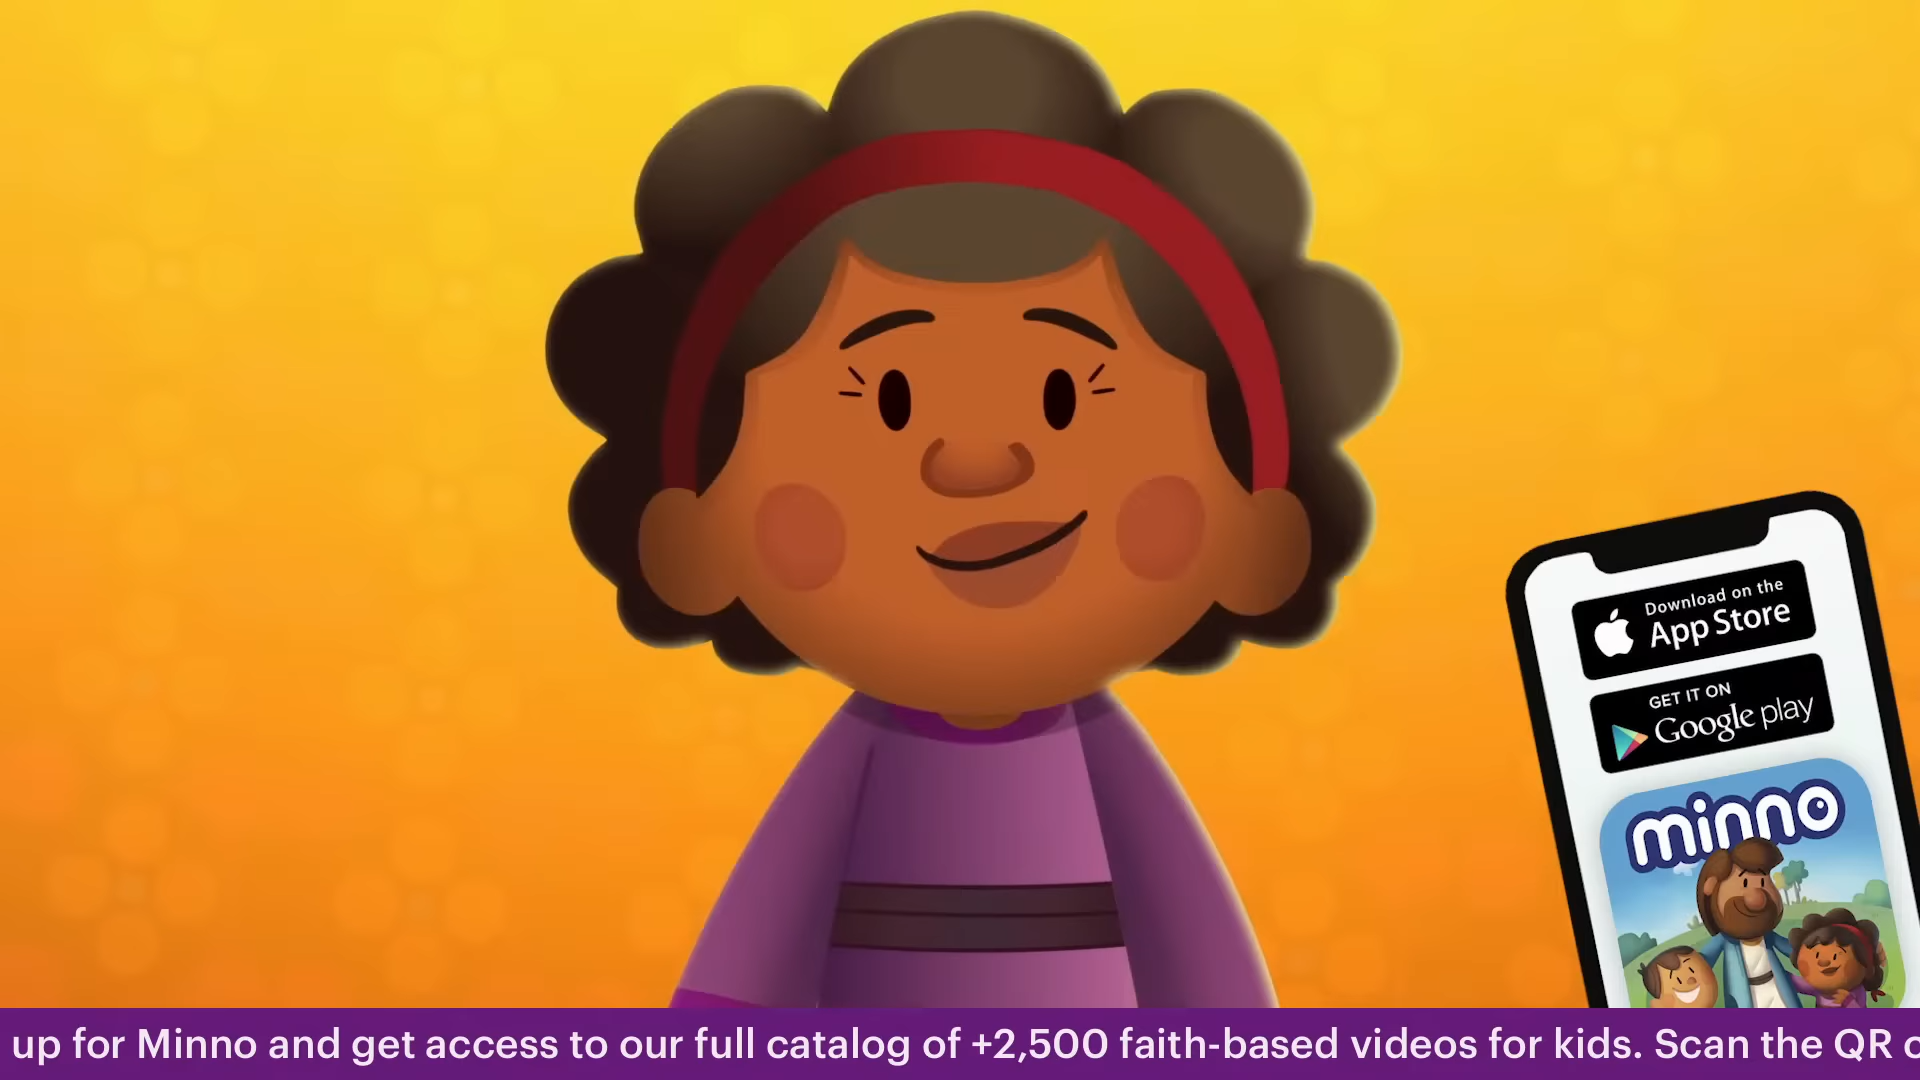 Download on the
App Store
GET IT ON
Google play
minno
up for Minno and get access to our full catalog of +2,500 faith-based videos for kids. Scan the QR